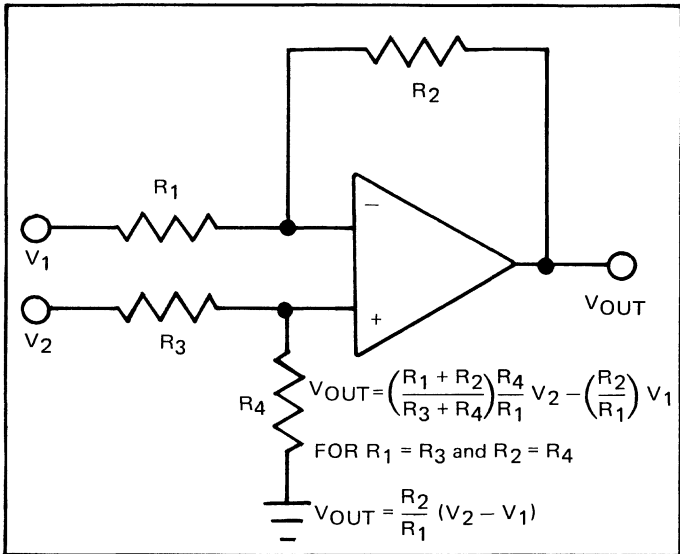 R2
R1
−
V1
VOUT
+
V2
R3
R4
VOUT = (R1 + R2 / R3 + R4) R4/R1 V2 − (R2/R1) V1
FOR R1 = R3 and R2 = R4
VOUT = R2/R1 (V2 − V1)